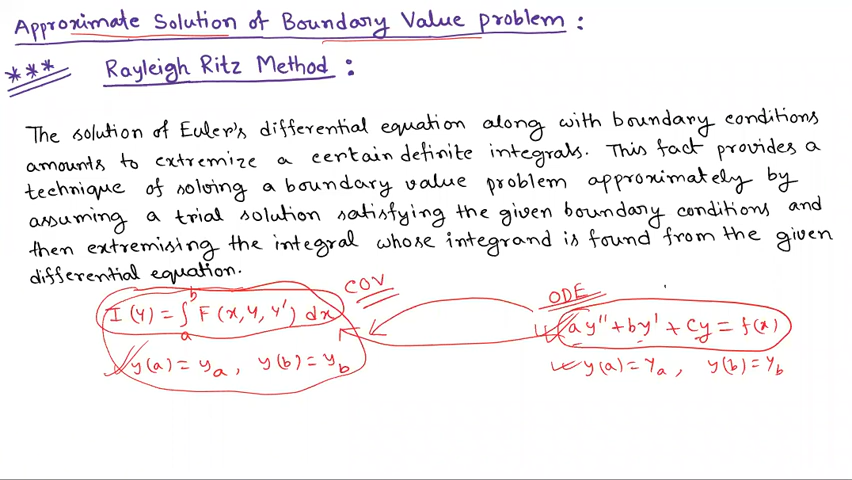 Approximate Solution of Boundary Value problem :
*** Rayleigh Ritz Method :
The solution of Euler's differential equation along with boundary conditions
amounts to extremize a certain definite integrals. This fact provides a
technique of solving a boundary value problem approximately by
assuming a trial solution satisfying the given boundary conditions and
then extremising the integral whose integrand is found from the given
differential equation.
COV
ODE
I(y) = ∫_a^b F(x, y, y') dx
ay'' + by' + cy = f(x)
y(a) = y_a , y(b) = y_b
y(a) = y_a , y(b) = y_b